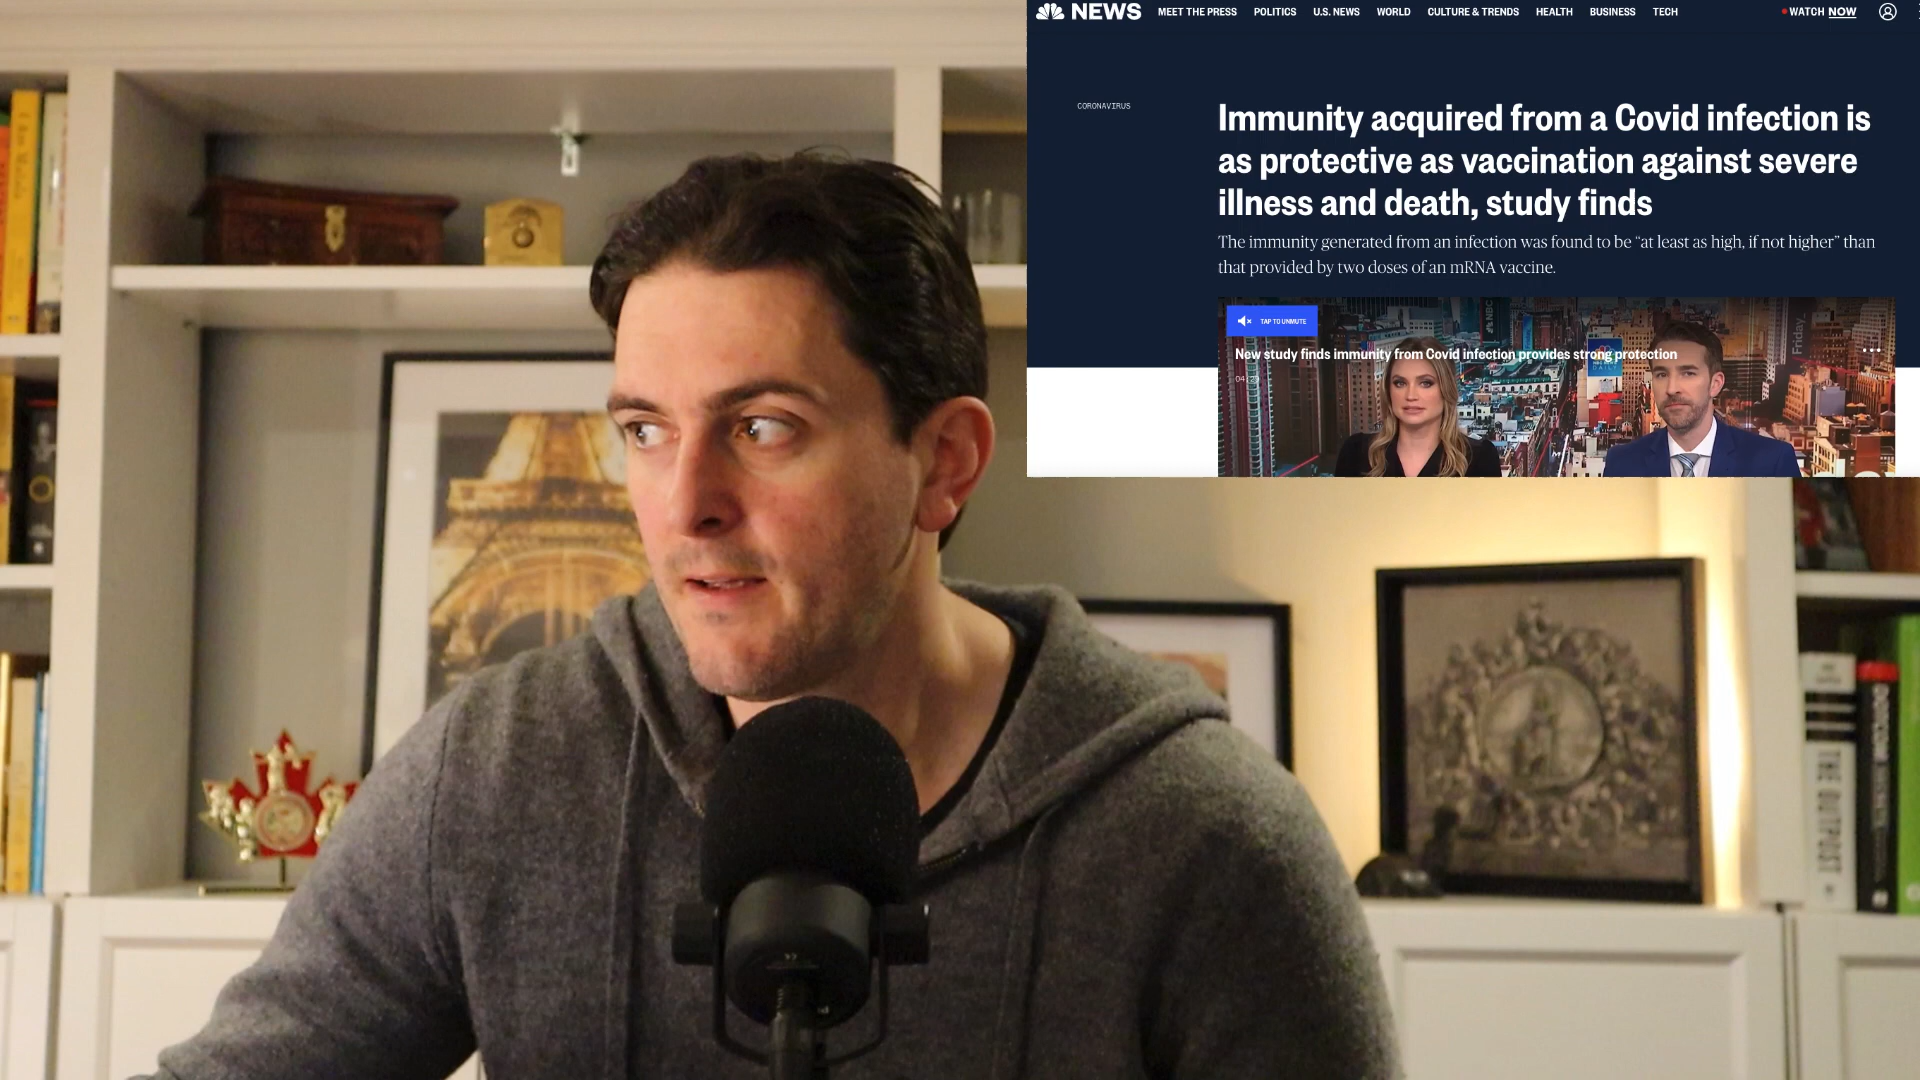 NEWS MEET THE PRESS POLITICS U.S. NEWS WORLD CULTURE & TRENDS HEALTH BUSINESS TECH WATCH NOW
CORONAVIRUS
Immunity acquired from a Covid infection is
as protective as vaccination against severe
illness and death, study finds
The immunity generated from an infection was found to be “at least as high, if not higher” than
that provided by two doses of an mRNA vaccine.
TAP TO UNMUTE
New study finds immunity from Covid infection provides strong protection
Friday
THE OUTPOST